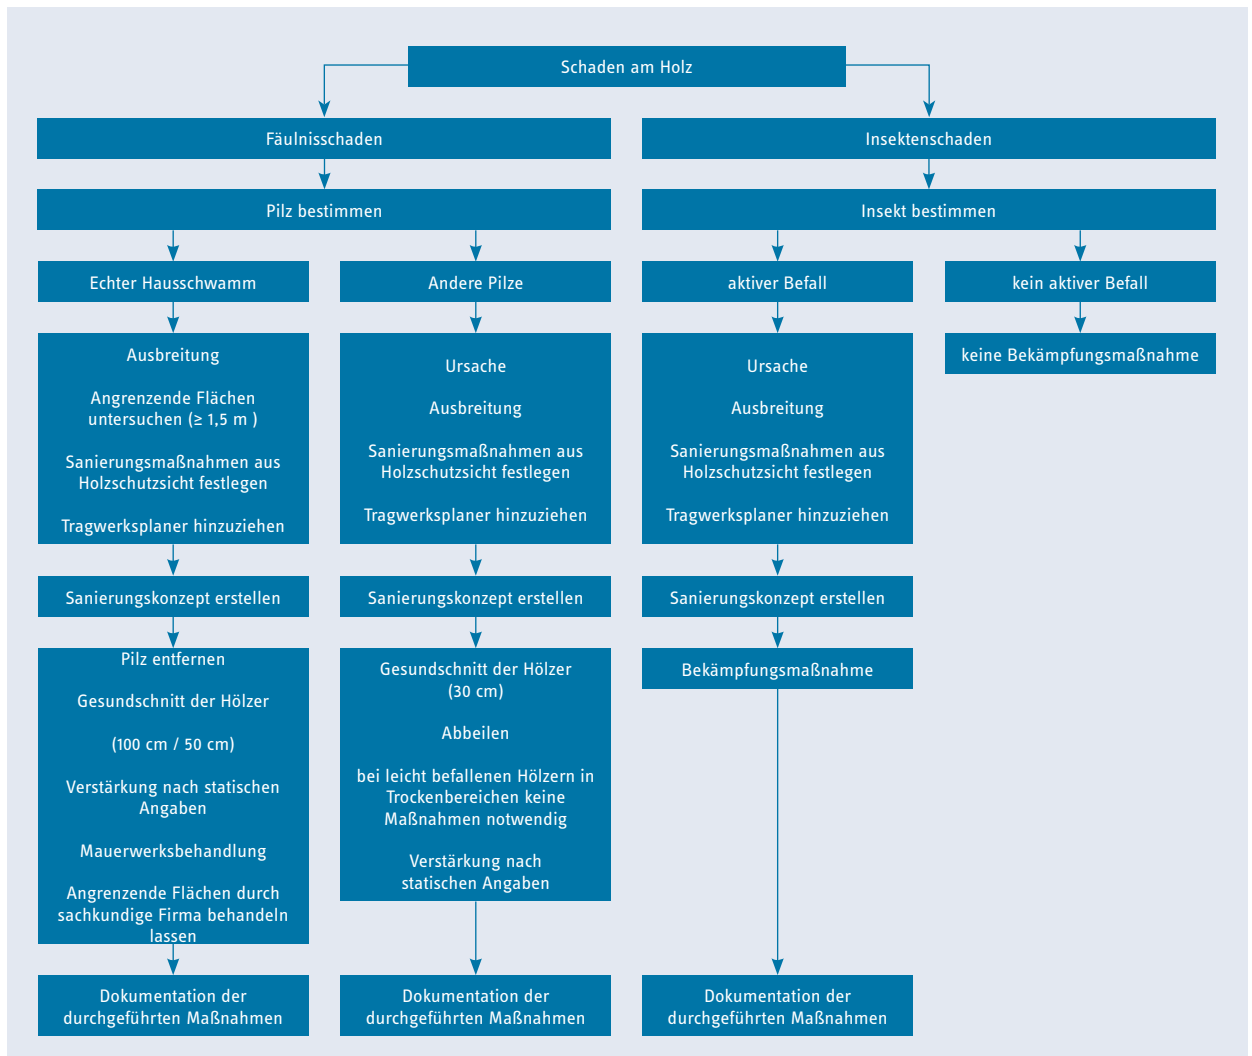 Schaden am Holz
Fäulnisschaden
Insektenschaden
Pilz bestimmen
Insekt bestimmen
Echter Hausschwamm
Andere Pilze
aktiver Befall
kein aktiver Befall
Ausbreitung
Angrenzende Flächen
untersuchen (≥ 1,5 m )
Sanierungsmaßnahmen aus
Holzschutzsicht festlegen
Tragwerksplaner hinzuziehen
Ursache
Ausbreitung
Sanierungsmaßnahmen aus
Holzschutzsicht festlegen
Tragwerksplaner hinzuziehen
Ursache
Ausbreitung
Sanierungsmaßnahmen aus
Holzschutzsicht festlegen
Tragwerksplaner hinzuziehen
keine Bekämpfungsmaßnahme
Sanierungskonzept erstellen
Sanierungskonzept erstellen
Sanierungskonzept erstellen
Pilz entfernen
Gesundschnitt der Hölzer
(100 cm / 50 cm)
Verstärkung nach statischen
Angaben
Mauerwerksbehandlung
Angrenzende Flächen durch
sachkundige Firma behandeln
lassen
Gesundschnitt der Hölzer
(30 cm)
Abbeilen
bei leicht befallenen Hölzern in
Trockenbereichen keine
Maßnahmen notwendig
Verstärkung nach
statischen Angaben
Bekämpfungsmaßnahme
Dokumentation der
durchgeführten Maßnahmen
Dokumentation der
durchgeführten Maßnahmen
Dokumentation der
durchgeführten Maßnahmen